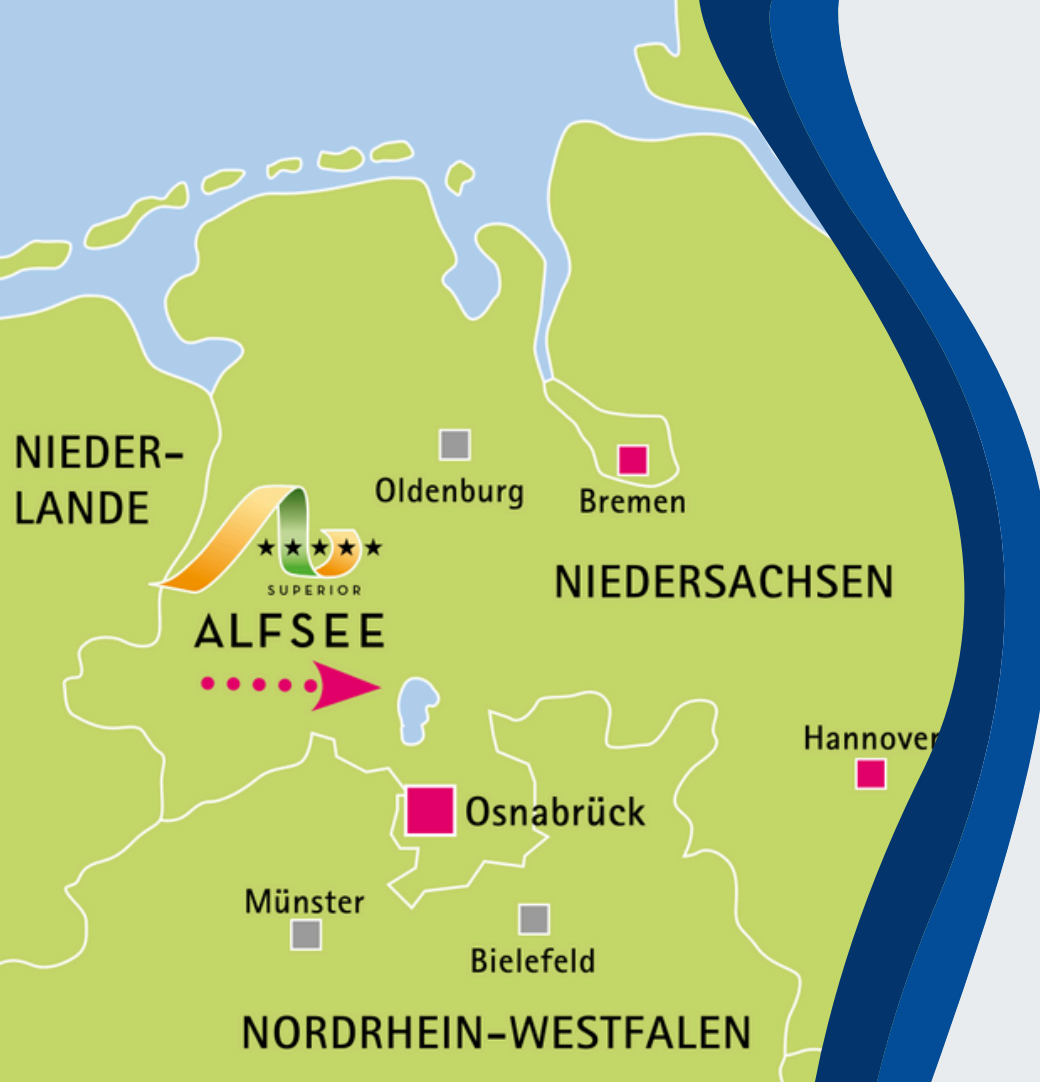 NIEDER-
LANDE
Oldenburg
Bremen
SUPERIOR
ALFSEE
NIEDERSACHSEN
Hannover
Osnabrück
Münster
Bielefeld
NORDRHEIN-WESTFALEN